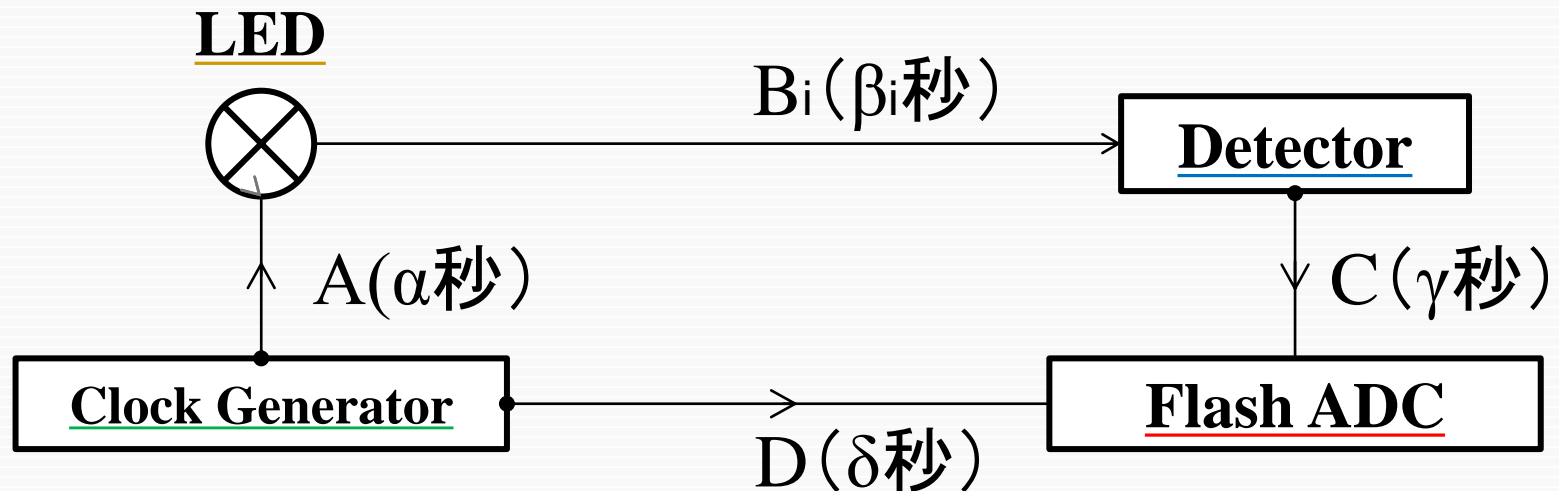 LED
Bi（βi秒）
Detector
A(α秒）
C（γ秒）
Clock Generator
Flash ADC
D（δ秒）